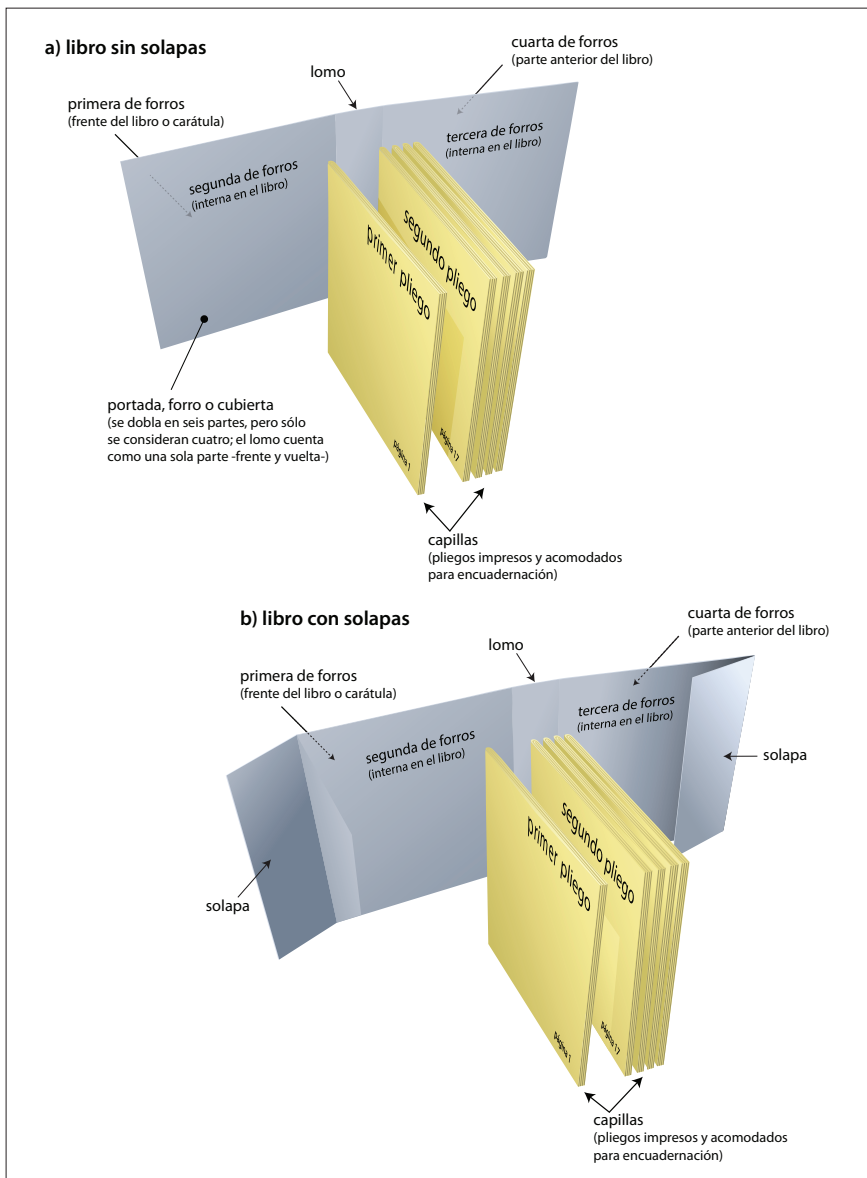 a) libro sin solapas
cuarta de forros
(parte anterior del libro)
lomo
primera de forros
(frente del libro o carátula)
tercera de forros
(interna en el libro)
segunda de forros
(interna en el libro)
primer pliego
segundo pliego
página 1
página 17
portada, forro o cubierta
(se dobla en seis partes, pero sólo
se consideran cuatro; el lomo cuenta
como una sola parte -frente y vuelta-)
capillas
(pliegos impresos y acomodados
para encuadernación)
b) libro con solapas
cuarta de forros
(parte anterior del libro)
lomo
primera de forros
(frente del libro o carátula)
tercera de forros
(interna en el libro)
segunda de forros
(interna en el libro)
solapa
primer pliego
segundo pliego
solapa
página 1
página 17
capillas
(pliegos impresos y acomodados
para encuadernación)